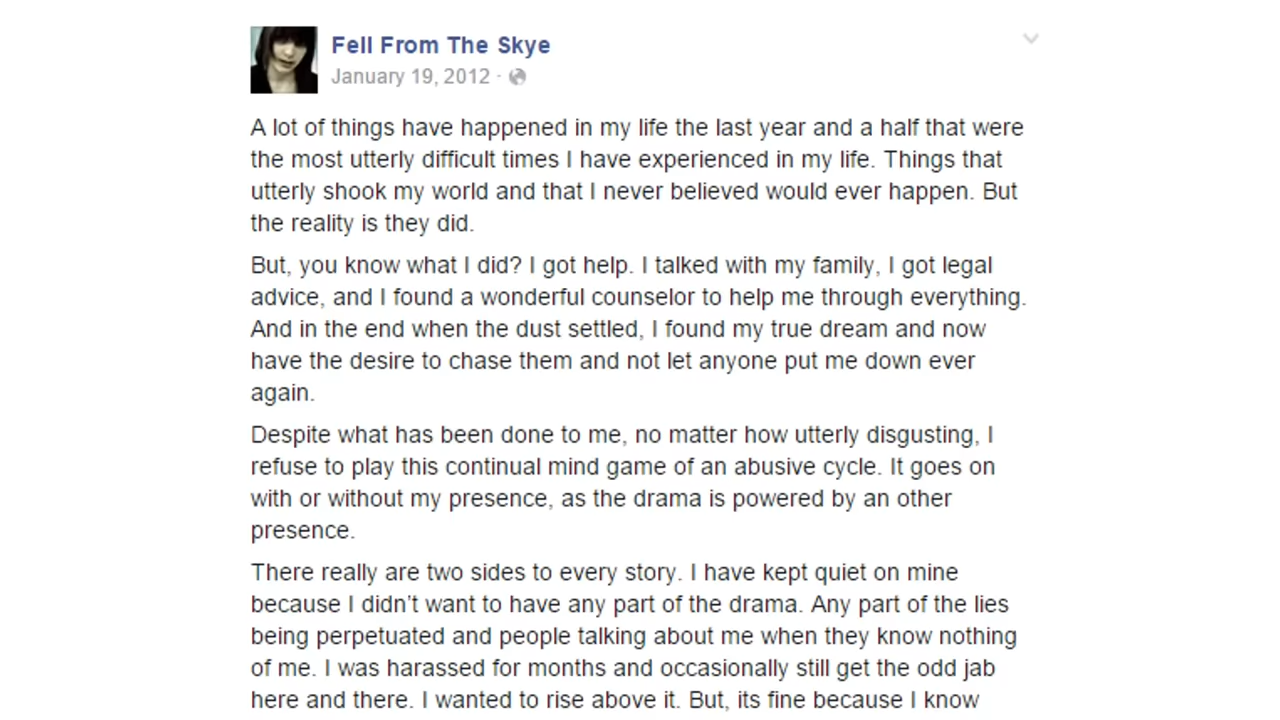 Fell From The Skye
January 19, 2012 ·
A lot of things have happened in my life the last year and a half that were
the most utterly difficult times I have experienced in my life. Things that
utterly shook my world and that I never believed would ever happen. But
the reality is they did.
But, you know what I did? I got help. I talked with my family, I got legal
advice, and I found a wonderful counselor to help me through everything.
And in the end when the dust settled, I found my true dream and now
have the desire to chase them and not let anyone put me down ever
again.
Despite what has been done to me, no matter how utterly disgusting, I
refuse to play this continual mind game of an abusive cycle. It goes on
with or without my presence, as the drama is powered by an other
presence.
There really are two sides to every story. I have kept quiet on mine
because I didn’t want to have any part of the drama. Any part of the lies
being perpetuated and people talking about me when they know nothing
of me. I was harassed for months and occasionally still get the odd jab
here and there. I wanted to rise above it. But, its fine because I know